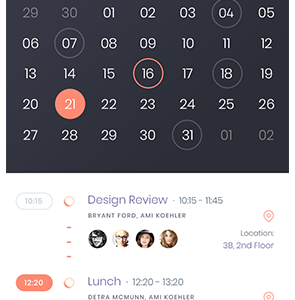 29 30 01 02 03 04 05
06 07 08 09 10 11 12
13 14 15 16 17 18 19
20 21 22 23 24 25 26
27 28 29 30 31 01 02
10:15 Design Review · 10:15 - 11:45
BRYANT FORD, AMI KOEHLER
Location:
3B, 2nd Floor
12:20 Lunch · 12:20 - 13:20
DETRA MCMUNN, AMI KOEHLER